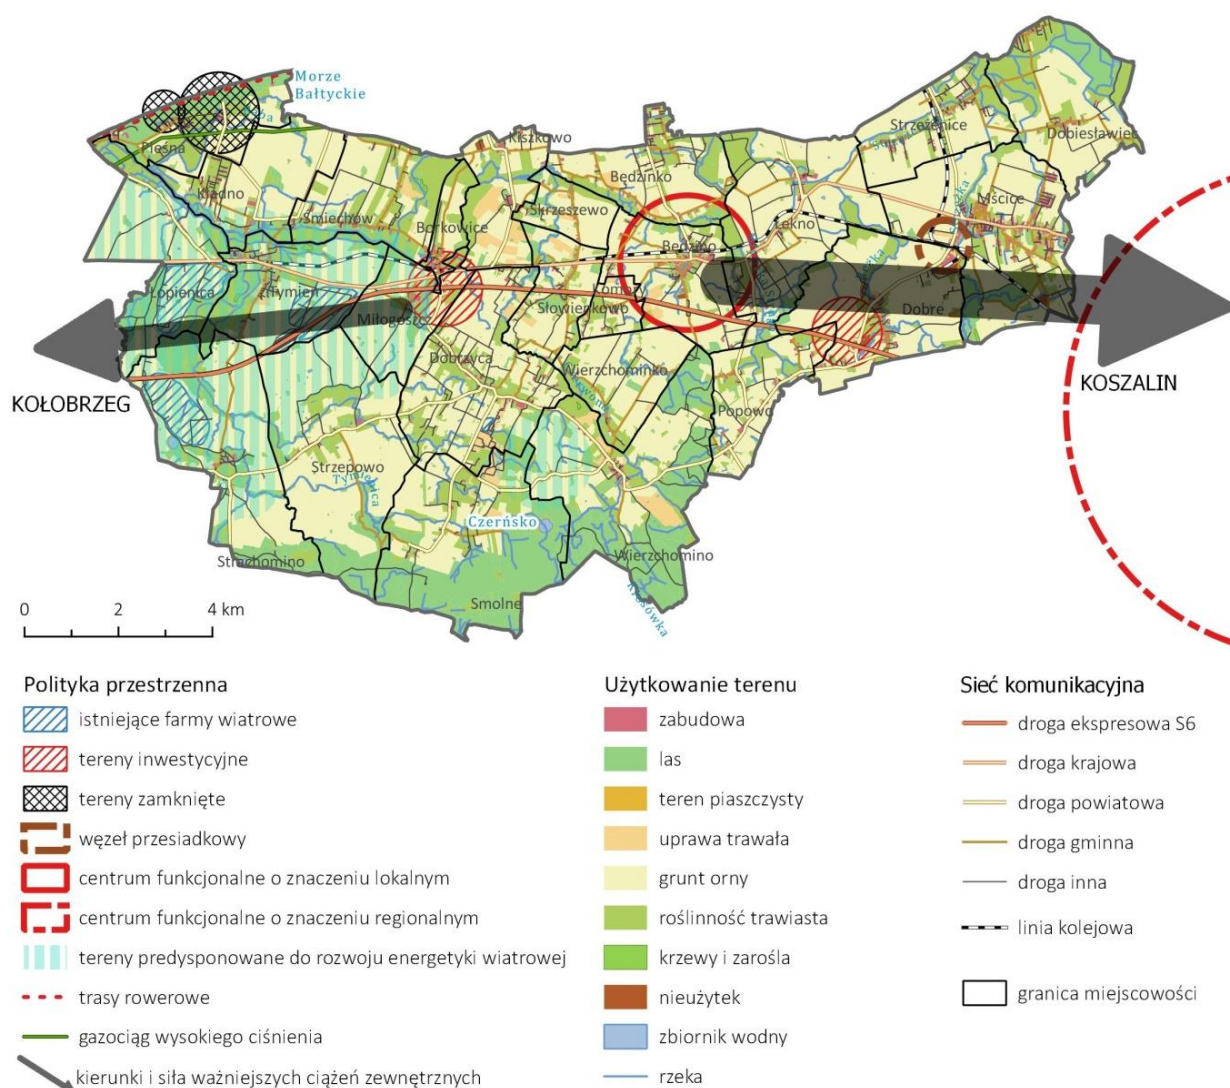 Morze
Bałtyckie
Kiszkowo
Strzeżenice
Dobiesławiec
Pleśna
Będzinko
Kładno
Mścice
Śmiechów
Skrzeszewo
Borkowice
Łekno
Będzino
Łopienica
Tymień
Dobre
Słowienkowo
Miłogoszcz
Dobrzyca
Wierzchominko
KOSZALIN
KOŁOBRZEG
Popowo
Strzepowo
Tymienica
Czerńsko
Wierzchomino
Strachomino
Smolne
0 2 4 km
Polityka przestrzenna
istniejące farmy wiatrowe
tereny inwestycyjne
tereny zamknięte
węzeł przesiadkowy
centrum funkcjonalne o znaczeniu lokalnym
centrum funkcjonalne o znaczeniu regionalnym
tereny predysponowane do rozwoju energetyki wiatrowej
trasy rowerowe
gazociąg wysokiego ciśnienia
kierunki i siła ważniejszych ciążeń zewnętrznych
Użytkowanie terenu
zabudowa
las
teren piaszczysty
uprawa trawała
grunt orny
roślinność trawiasta
krzewy i zarośla
nieużytek
zbiornik wodny
rzeka
Sieć komunikacyjna
droga ekspresowa S6
droga krajowa
droga powiatowa
droga gminna
droga inna
linia kolejowa
granica miejscowości